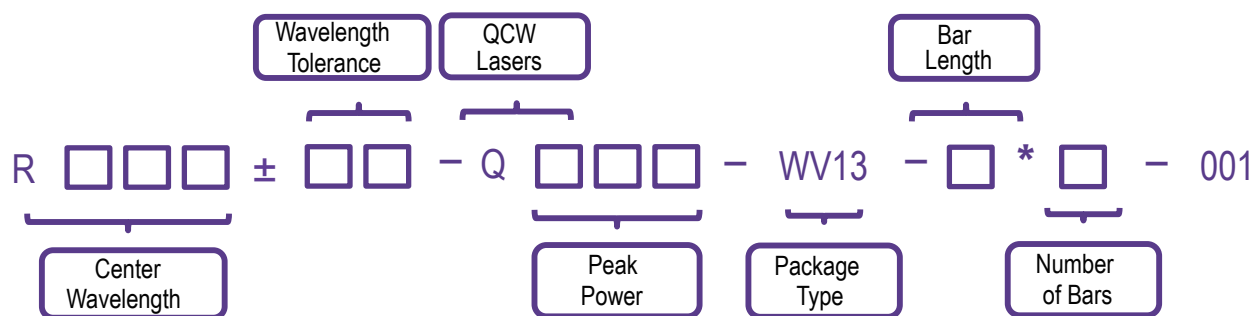 Wavelength
Tolerance
QCW
Lasers
Bar
Length
R □□□ ± □□ – Q □□□ – WV13 – □ * □ – 001
Center
Wavelength
Peak
Power
Package
Type
Number
of Bars